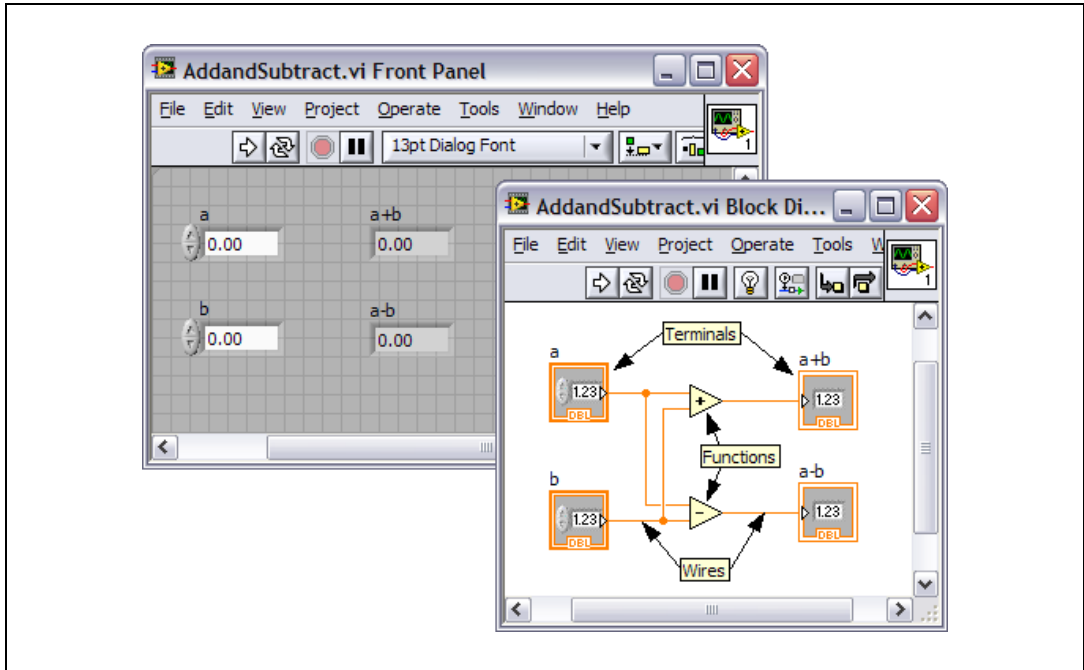 AddandSubtract.vi Front Panel
File Edit View Project Operate Tools Window Help
13pt Dialog Font
1
a
0.00
a+b
0.00
b
0.00
a-b
0.00
AddandSubtract.vi Block Di...
File Edit View Project Operate Tools W
1
Terminals
a
1.23
DBL
a+b
1.23
DBL
+
Functions
b
1.23
DBL
a-b
1.23
DBL
-
Wires